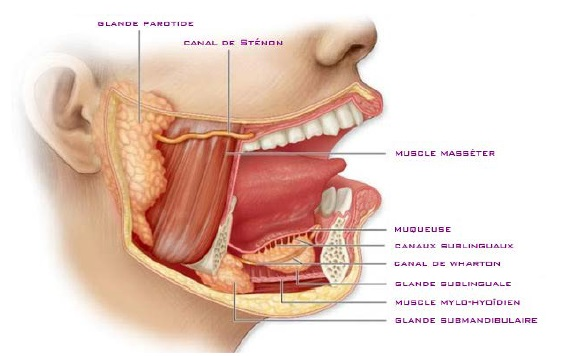 GLANDE PAROTIDE
CANAL DE STÉNON
MUSCLE MASSÉTER
MUQUEUSE
CANAUX SUBLINGUAUX
CANAL DE WHARTON
GLANDE SUBLINGUALE
MUSCLE MYLO-HYOÏDIEN
GLANDE SUBMANDIBULAIRE